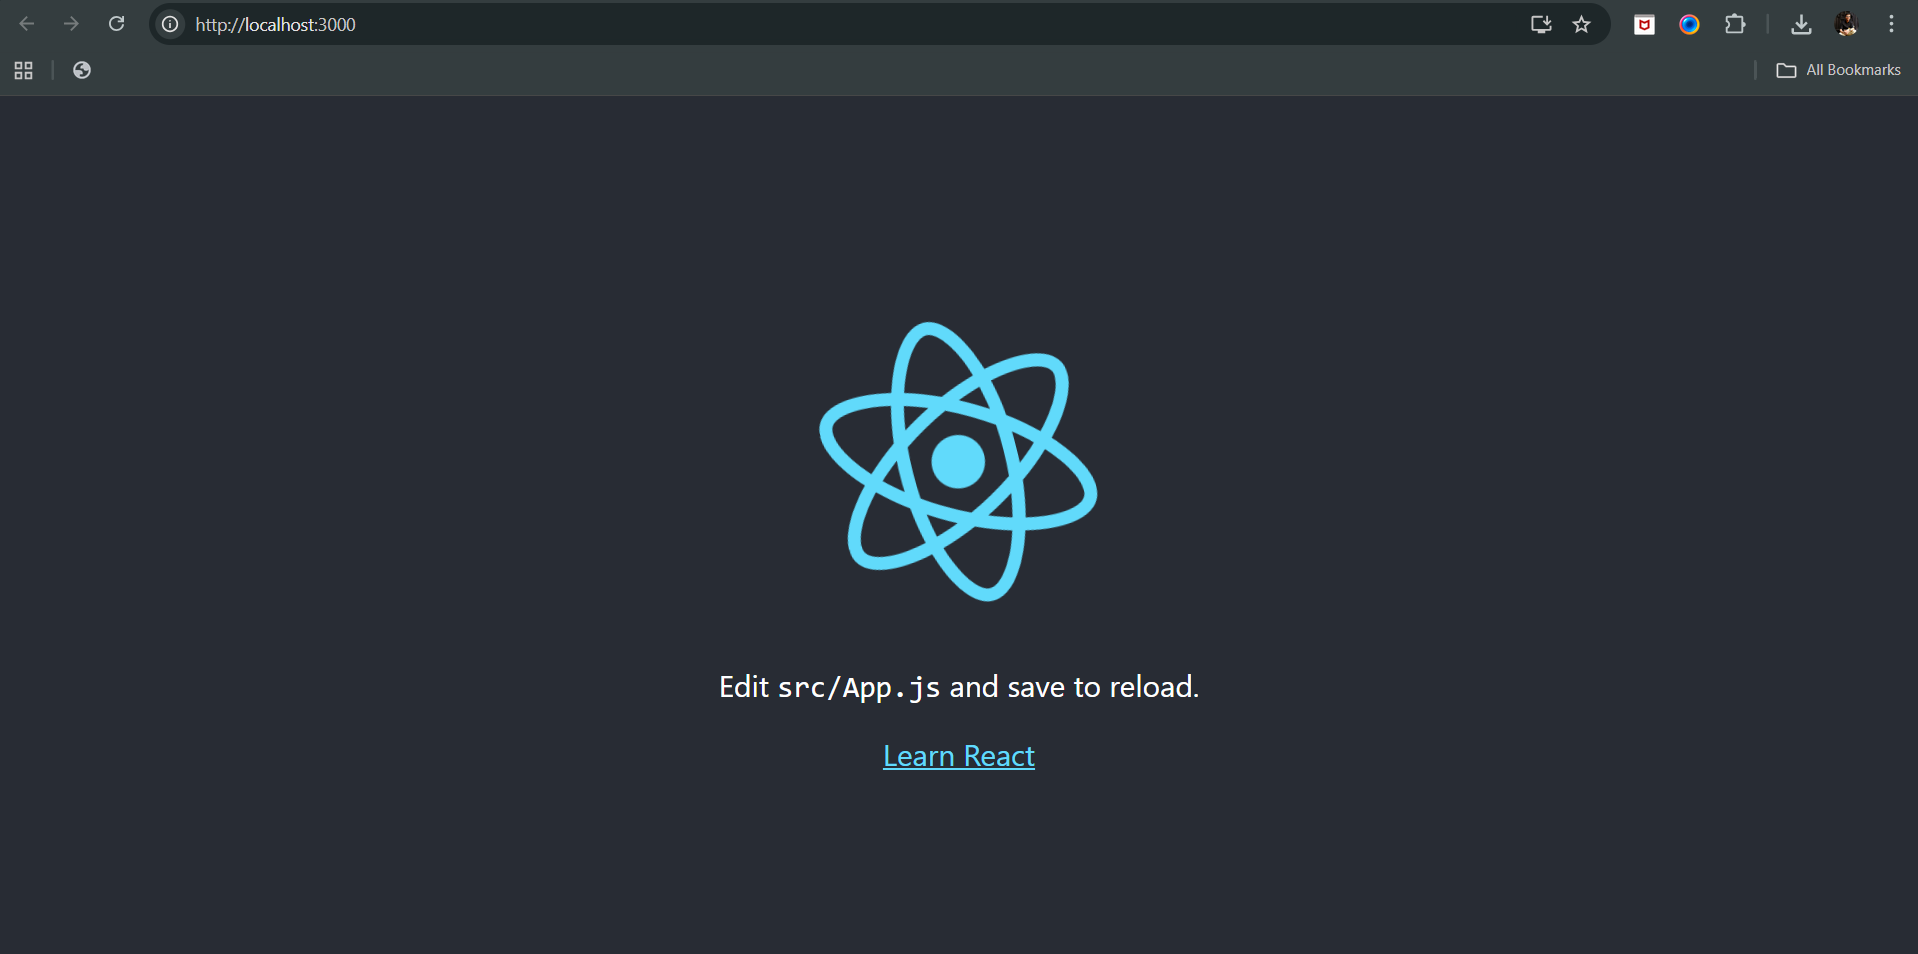 http://localhost:3000
All Bookmarks
Edit src/App.js and save to reload.
Learn React